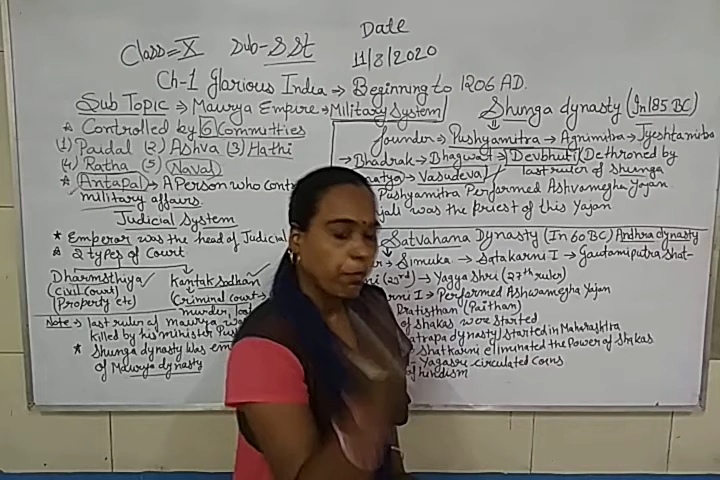 Class = X Sub - SSt Date
11/8/2020
Ch-1 Glarious India → Beginning to 1206 AD.
Sub Topic → Maurya Empire → Military System
* Controlled by 6 Committies
(1) Paidal (2) Ashva (3) Hathi
(4) Ratha (5) Naval
* Antapal → A Person who
military affairs.
Judicial System
* Emperor was the head of Judicial
* 2 types of Court
Dharmsthiya Kantak Sodhan
(Civil Court) Criminal court
(Property etc) murder,
Note → last ruler of maurya
killed by his minister
* Shunga dynasty was
of Maurya dynasty
Shunga dynasty (In 185 BC)
founder → Pushyamitra → Agnimitra → Jyeshtamitra
→ Bhadrak → Bhagwat → Devbhuti (Dethroned by
→ Vasudeva last ruler of Shunga
Pushyamitra Performed Ashvamegha Yajan.
was the priest of this Yajan
Satvahana Dynasty (In 60 BC) Andhra dynasty
→ Simuka → Satakarni I → Gautamiputra Shat-
(23rd) → Yagya Shri (27th ruler)
I → Performed Ashwamegha Yajan
Pratisthan (Paithan)
of Shakas were started
dynasty) started in Maharashtra
Shatkarni eliminated the Power of Shakas
- Yagasri circulated coins
of hindism